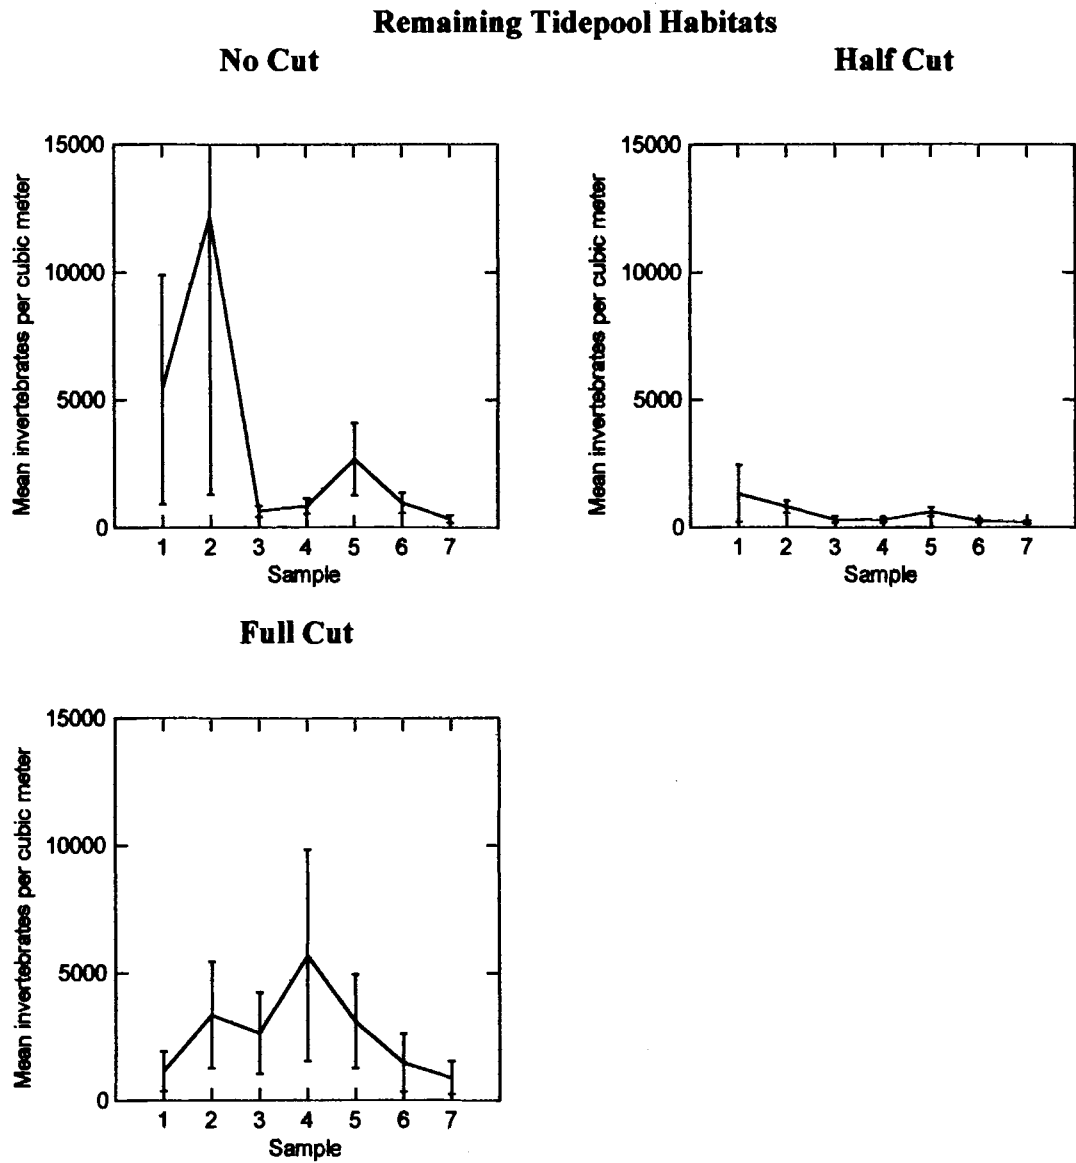 Remaining Tidepool Habitats
No Cut
Half Cut
Mean invertebrates per cubic meter
15000
10000
5000
0
1 2 3 4 5 6 7
Sample
Mean invertebrates per cubic meter
15000
10000
5000
0
1 2 3 4 5 6 7
Sample
Full Cut
Mean invertebrates per cubic meter
15000
10000
5000
0
1 2 3 4 5 6 7
Sample